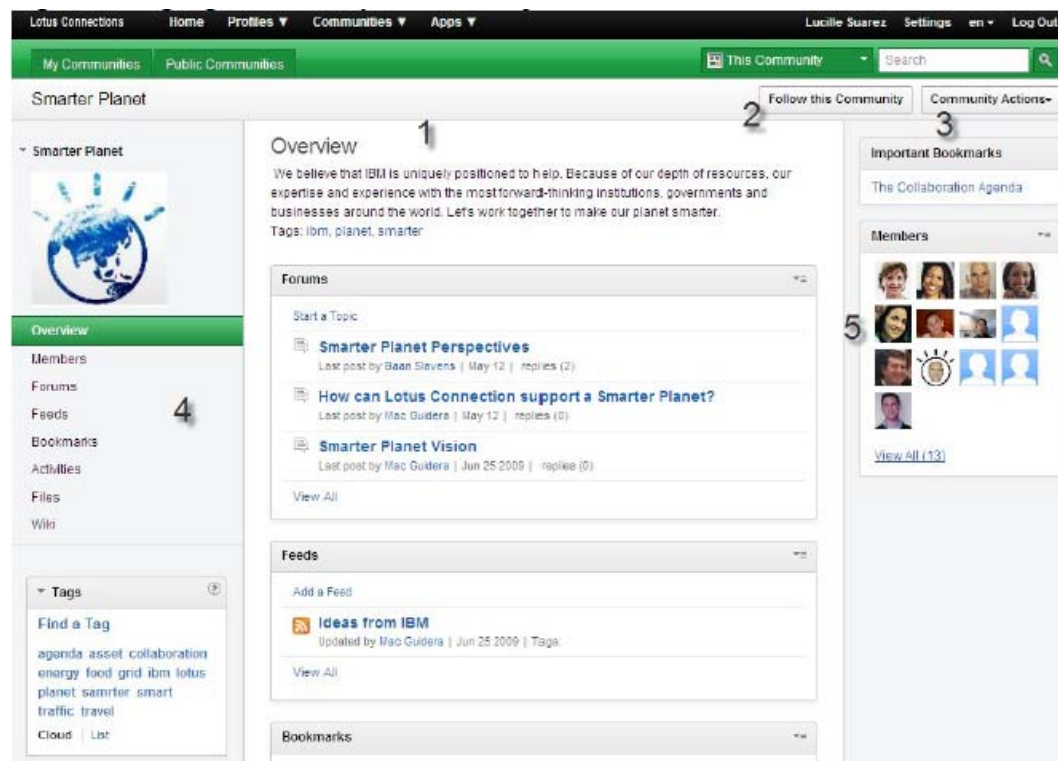 Lotus Connections Home Profiles ▼ Communities ▼ Apps ▼ Lucille Suarez Settings en Log Out
My Communities Public Communities This Community Search
Smarter Planet Follow this Community Community Actions
2
3
1
Smarter Planet
Overview
Members
Forums
Feeds
Bookmarks
Activities
Files
Wiki
4
Tags
Find a Tag
agenda asset collaboration
energy food grid ibm lotus
planet samrter smart
traffic travel
Cloud | List
Overview
We believe that IBM is uniquely positioned to help. Because of our depth of resources, our
expertise and experience with the most forward-thinking institutions, governments and
businesses around the world. Let's work together to make our planet smarter.
Tags: ibm, planet, smarter
Forums
Start a Topic
Smarter Planet Perspectives
Last post by Baan Slavens | May 12 | replies (2)
How can Lotus Connection support a Smarter Planet?
Last post by Mac Guidera | May 12 | replies (0)
Smarter Planet Vision
Last post by Mac Guidera | Jun 25 2009 | replies (0)
View All
Feeds
Add a Feed
Ideas from IBM
Updated by Mac Guidera | Jun 25 2009 | Tags:
View All
Bookmarks
Important Bookmarks
The Collaboration Agenda
Members
5
View All (13)